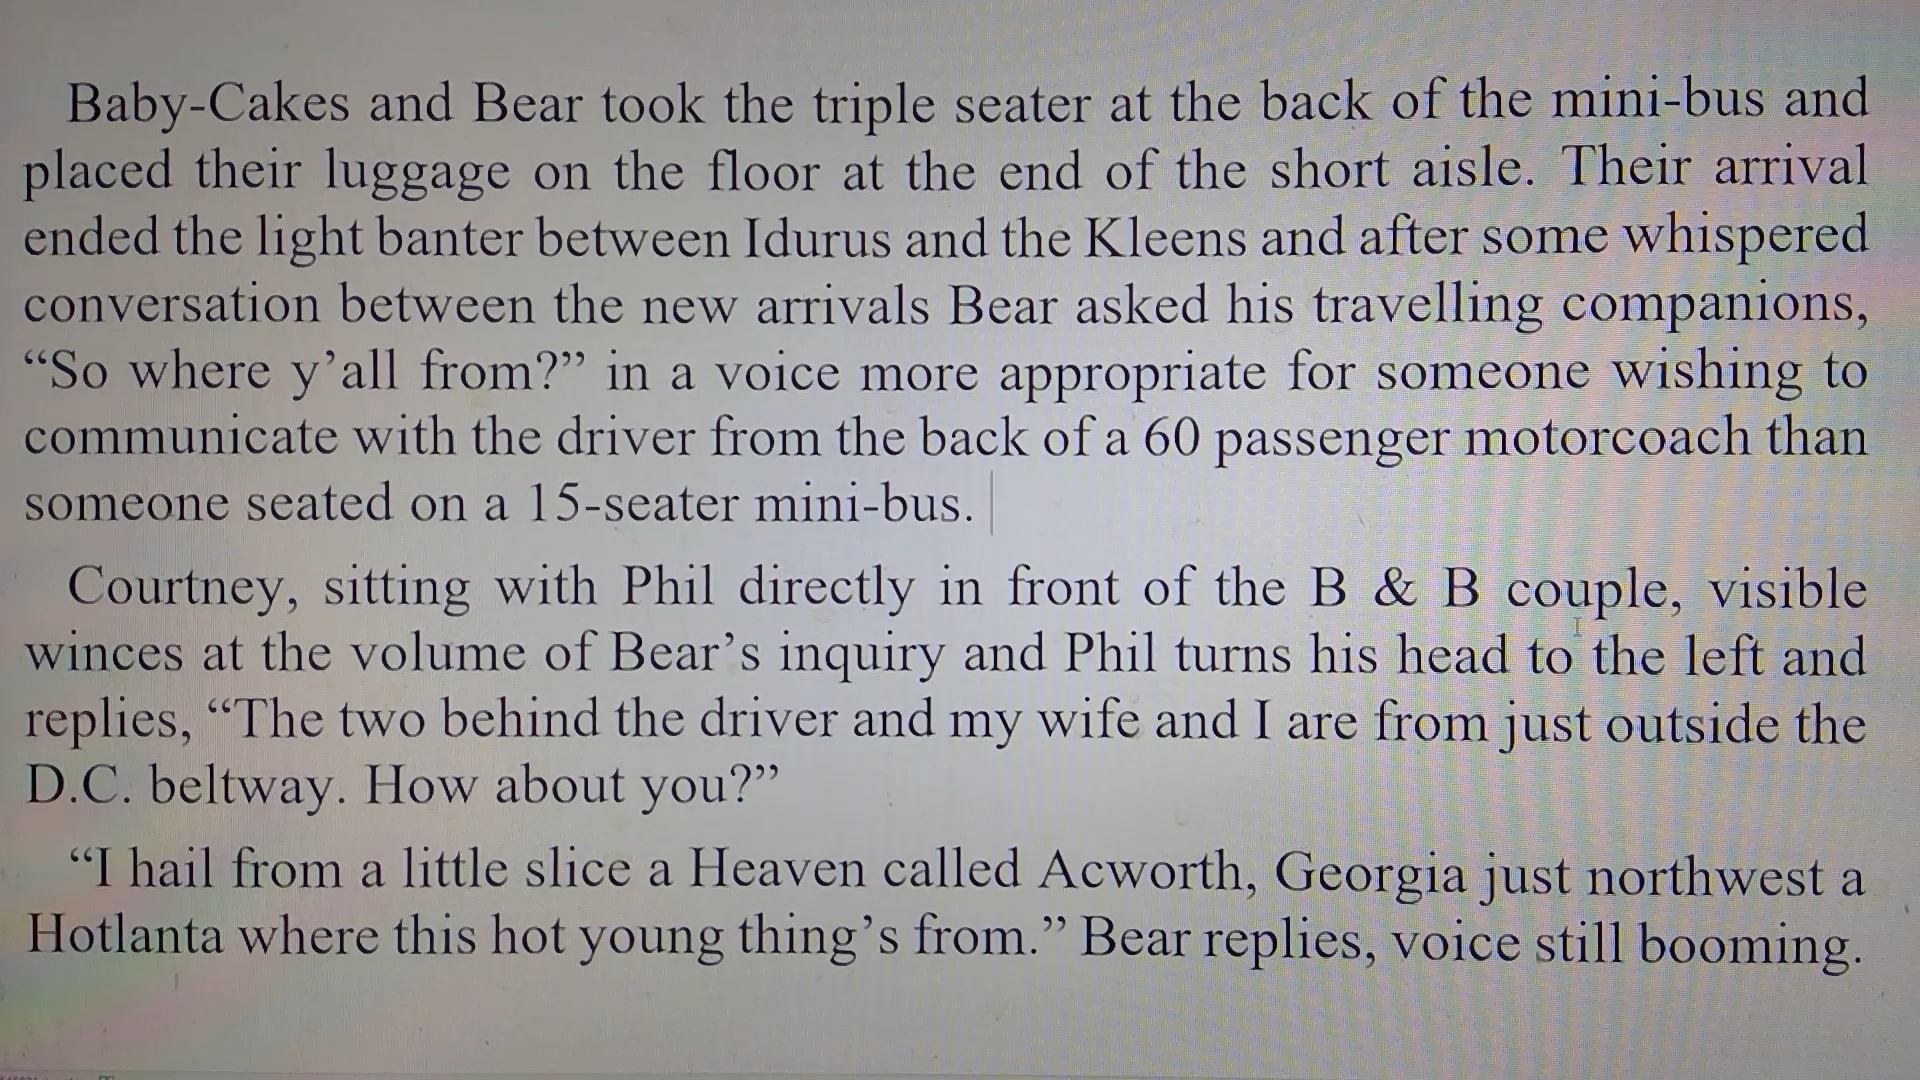 Baby-Cakes and Bear took the triple seater at the back of the mini-bus and
placed their luggage on the floor at the end of the short aisle. Their arrival
ended the light banter between Idurus and the Kleens and after some whispered
conversation between the new arrivals Bear asked his travelling companions,
“So where y’all from?” in a voice more appropriate for someone wishing to
communicate with the driver from the back of a 60 passenger motorcoach than
someone seated on a 15-seater mini-bus.
Courtney, sitting with Phil directly in front of the B & B couple, visible
winces at the volume of Bear’s inquiry and Phil turns his head to the left and
replies, “The two behind the driver and my wife and I are from just outside the
D.C. beltway. How about you?”
“I hail from a little slice a Heaven called Acworth, Georgia just northwest a
Hotlanta where this hot young thing’s from.” Bear replies, voice still booming.